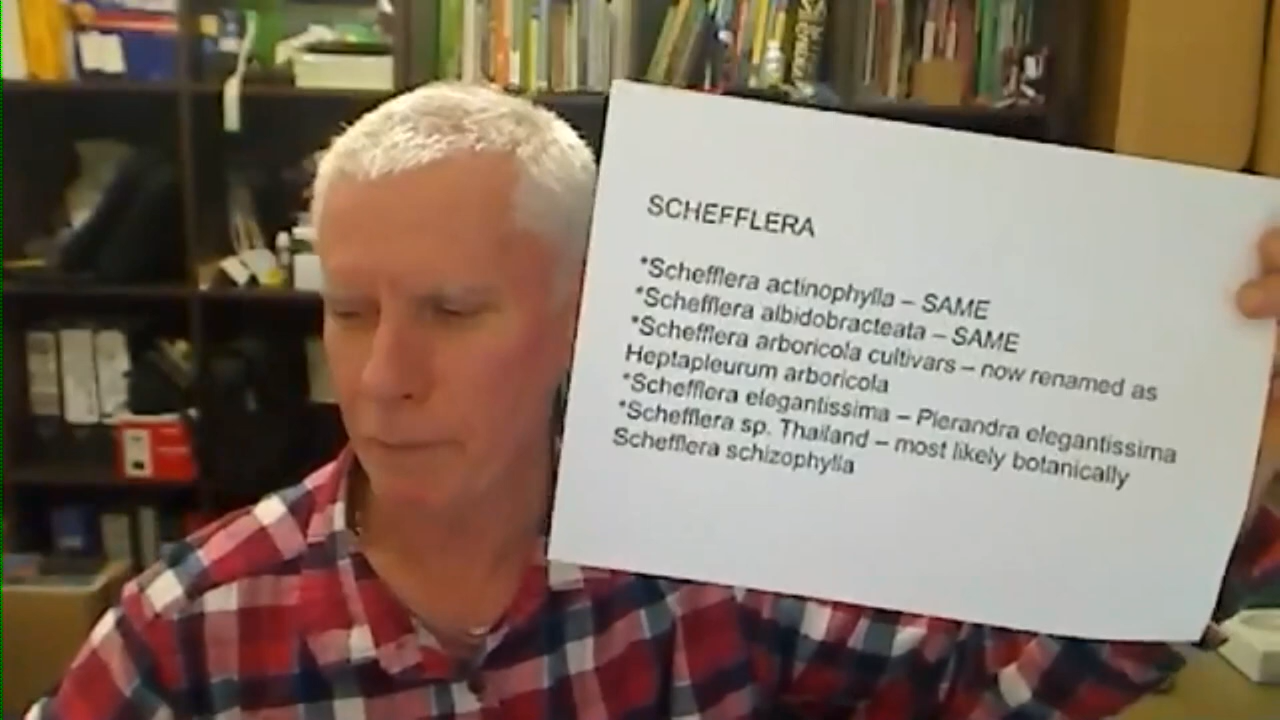 SCHEFFLERA
*Schefflera actinophylla – SAME
*Schefflera albidobracteata – SAME
*Schefflera arboricola cultivars – now renamed as
Heptapleurum arboricola
*Schefflera elegantissima – Plerandra elegantissima
*Schefflera sp. Thailand – most likely botanically
Schefflera schizophylla